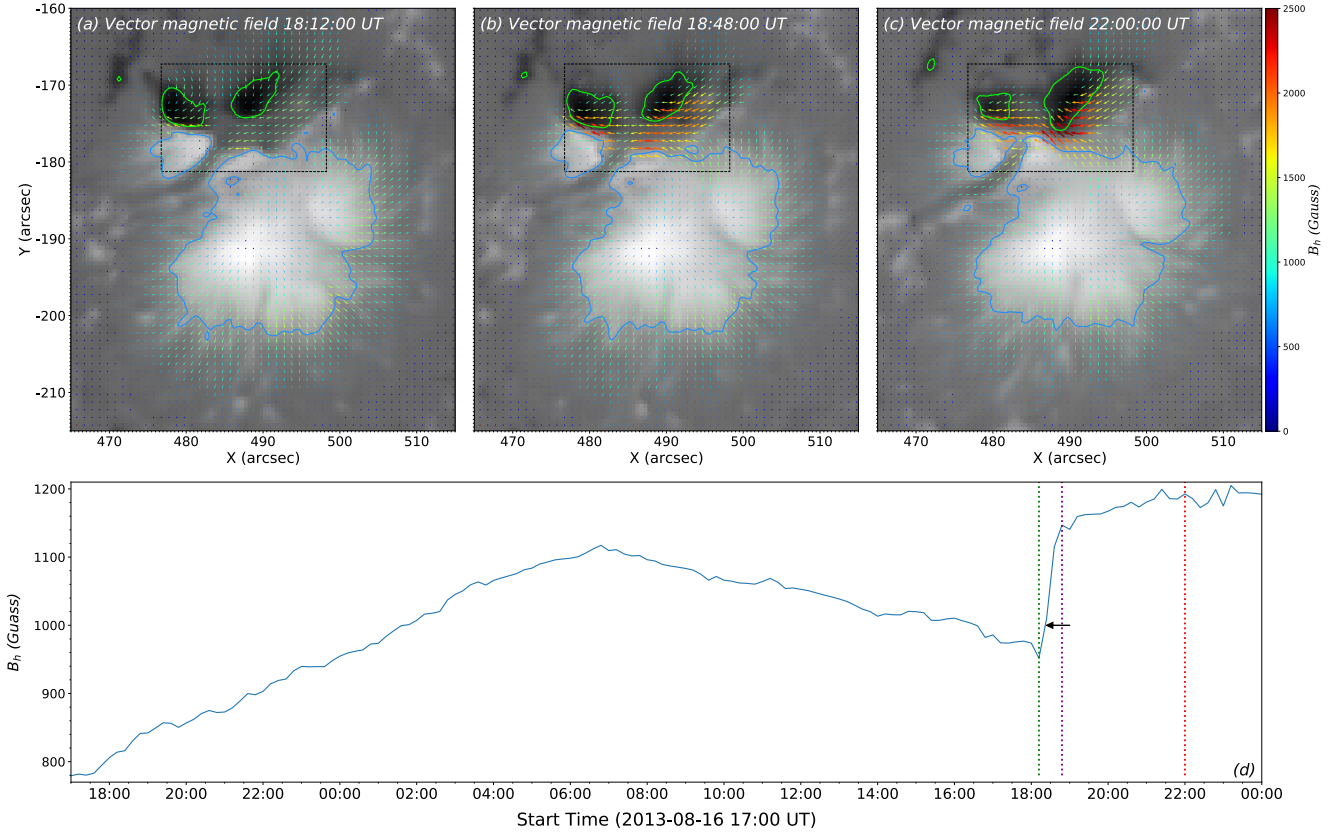 (a) Vector magnetic field 18:12:00 UT
(b) Vector magnetic field 18:48:00 UT
(c) Vector magnetic field 22:00:00 UT
-160
-170
-180
-190
-200
-210
Y (arcsec)
470 480 490 500 510
X (arcsec)
470 480 490 500 510
X (arcsec)
470 480 490 500 510
X (arcsec)
2500
2000
1500
1000
500
0
B_h (Gauss)
1200
1100
1000
900
800
B_h (Guass)
(d)
18:00 20:00 22:00 00:00 02:00 04:00 06:00 08:00 10:00 12:00 14:00 16:00 18:00 20:00 22:00 00:00
Start Time (2013-08-16 17:00 UT)